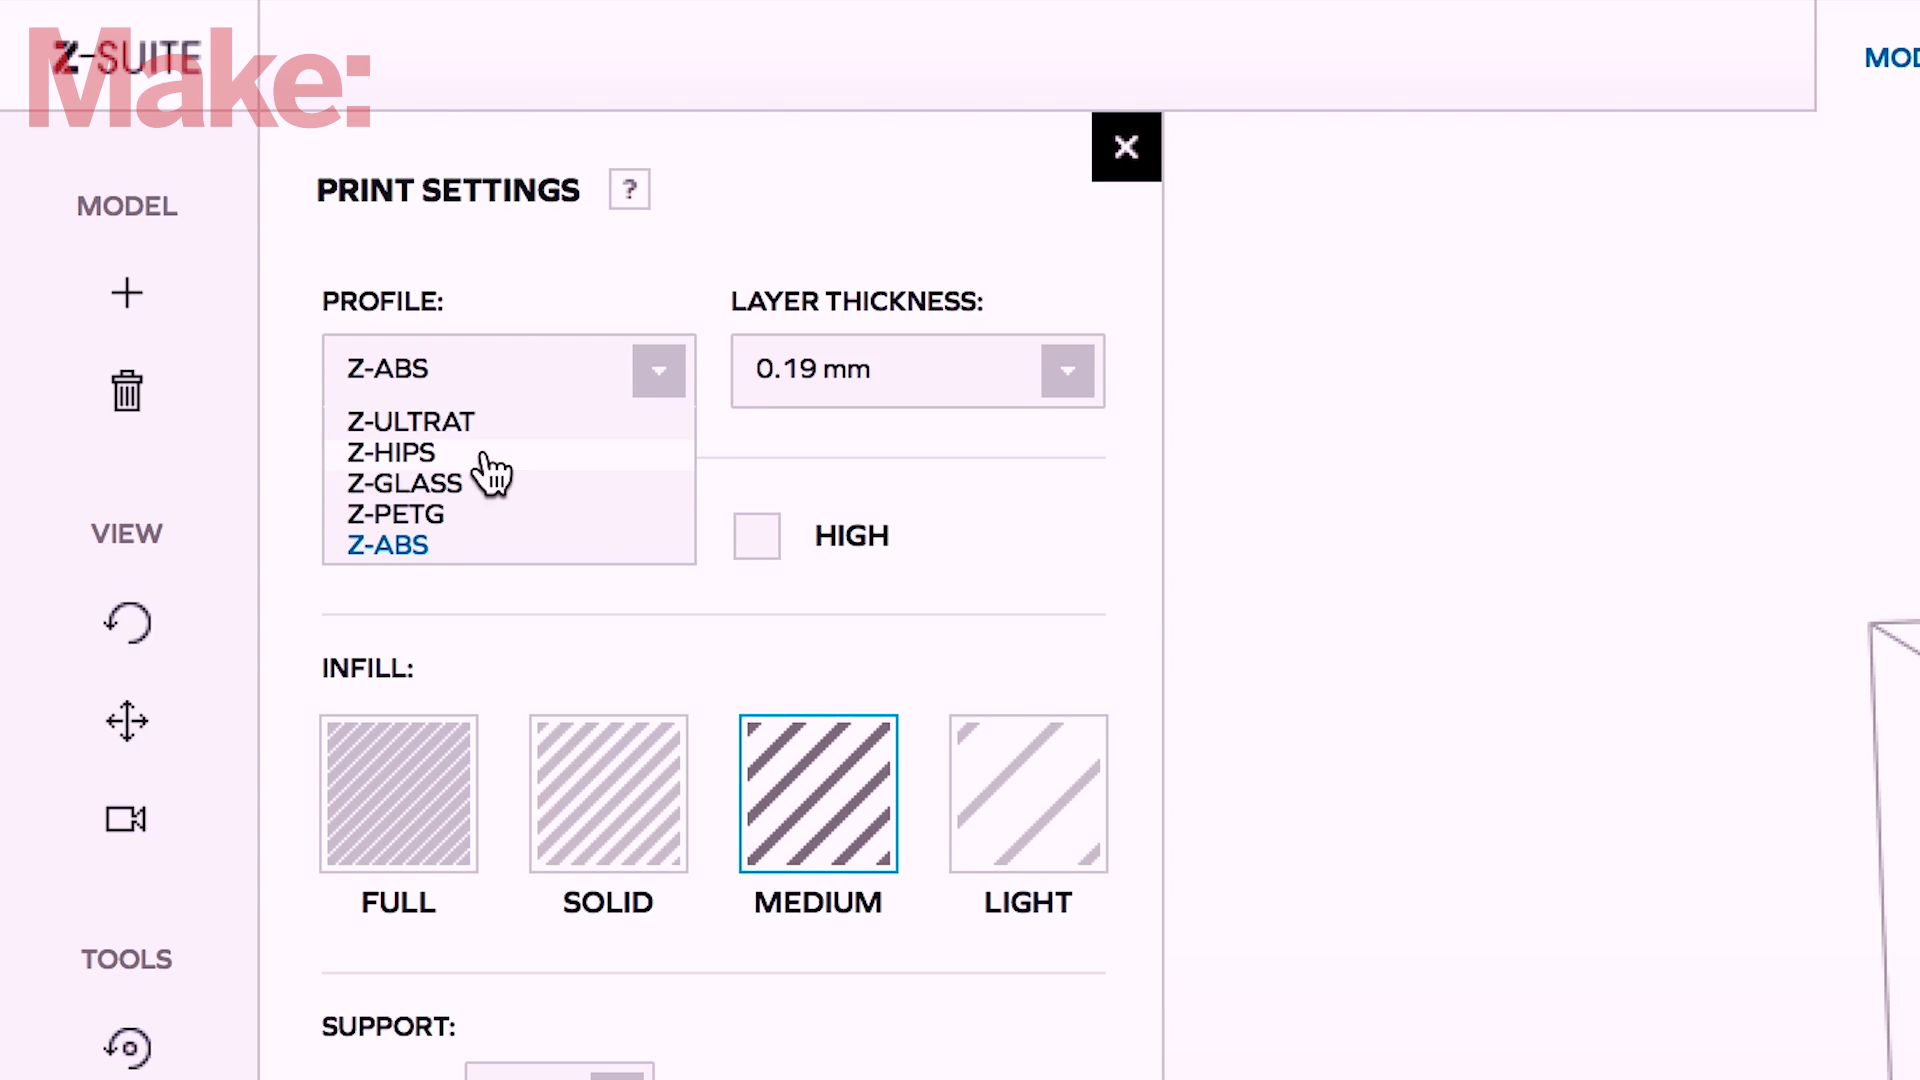 Z-SUITE
Make:
MOD
MODEL
PRINT SETTINGS ?
PROFILE:
LAYER THICKNESS:
Z-ABS
0.19 mm
Z-ULTRAT
Z-HIPS
Z-GLASS
Z-PETG
Z-ABS
HIGH
VIEW
INFILL:
FULL
SOLID
MEDIUM
LIGHT
TOOLS
SUPPORT: